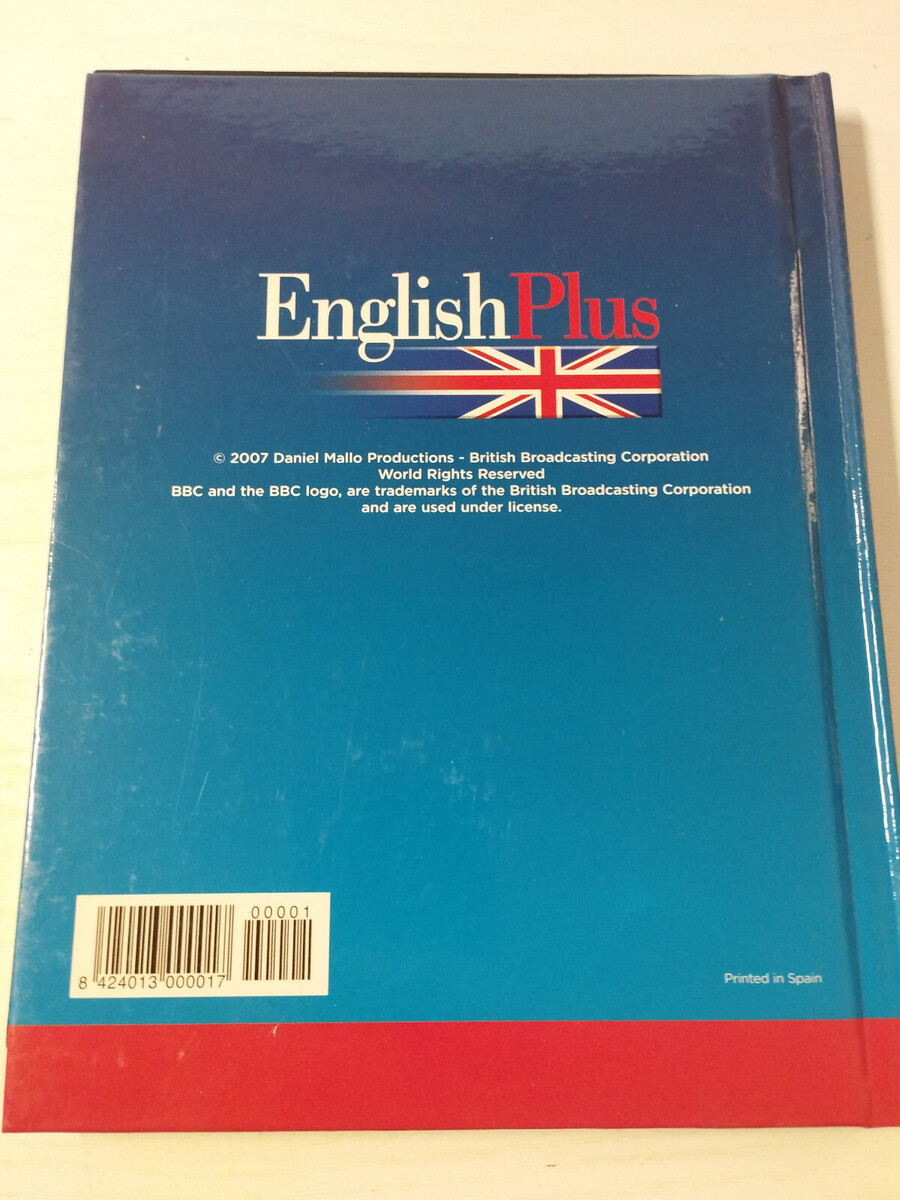 EnglishPlus
© 2007 Daniel Mallo Productions - British Broadcasting Corporation
World Rights Reserved
BBC and the BBC logo, are trademarks of the British Broadcasting Corporation
and are used under license.
00001
8 424013 000017
Printed in Spain